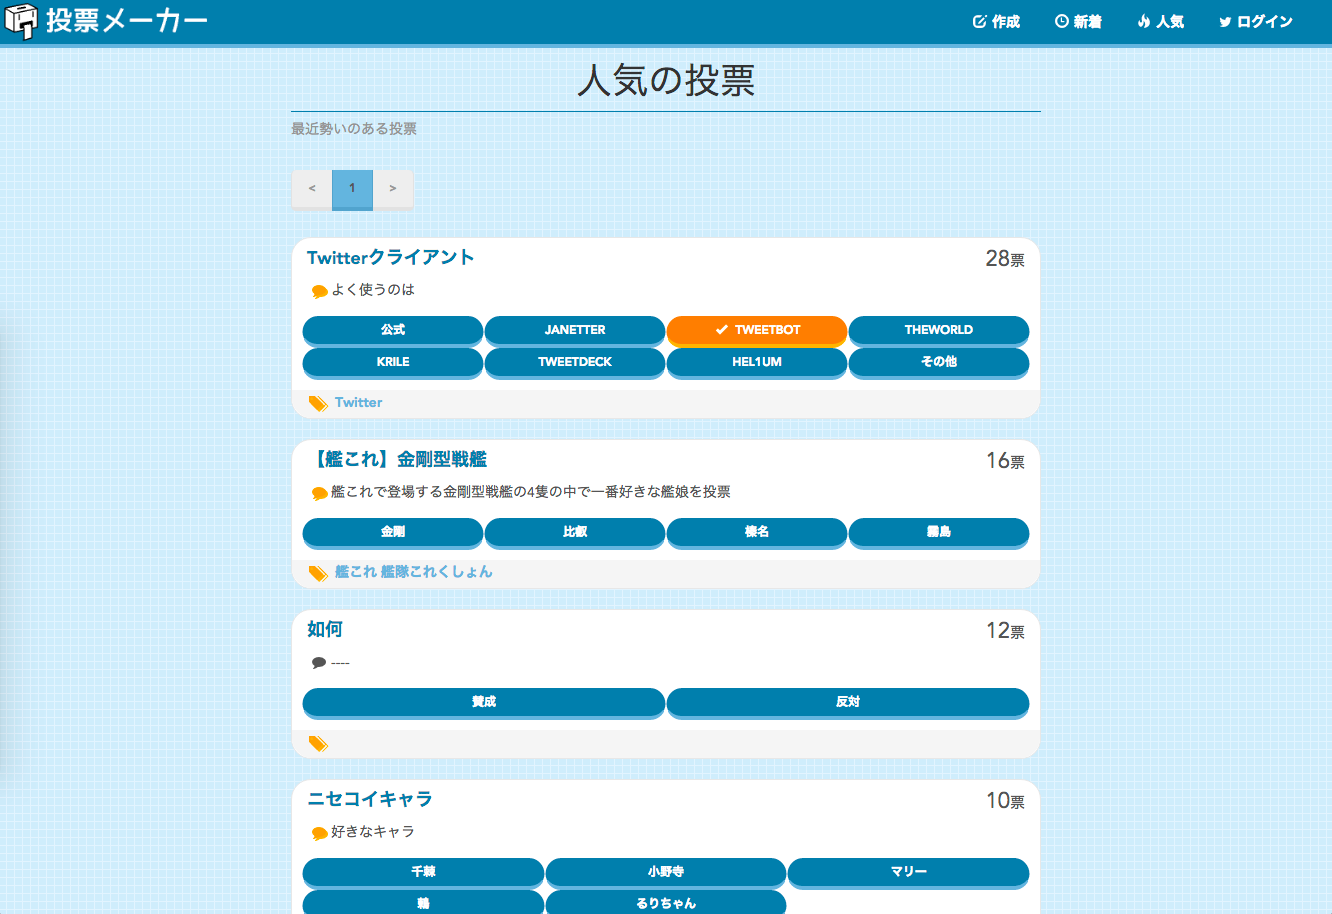 投票メーカー
作成 新着 人気 ログイン
人気の投票
最近勢いのある投票
< 1 >
Twitterクライアント 28票
よく使うのは
公式 JANETTER TWEETBOT THEWORLD
KRILE TWEETDECK HEL1UM その他
Twitter
【艦これ】金剛型戦艦 16票
艦これで登場する金剛型戦艦の4隻の中で一番好きな艦娘を投票
金剛 比叡 榛名 霧島
艦これ 艦隊これくしょん
如何 12票
----
賛成 反対
ニセコイキャラ 10票
好きなキャラ
千棘 小野寺 マリー
鶫 るりちゃん